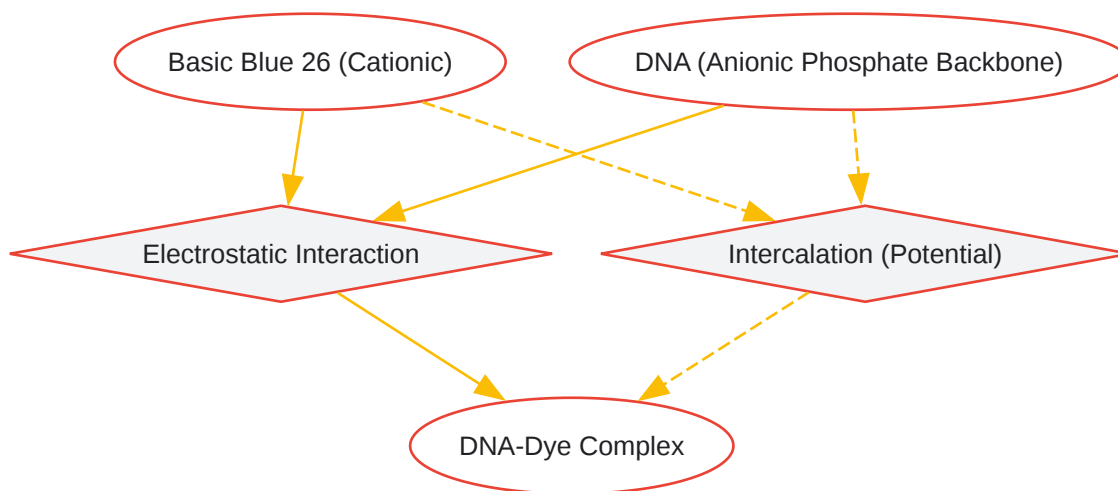 Basic Blue 26 (Cationic)
DNA (Anionic Phosphate Backbone)
Electrostatic Interaction
Intercalation (Potential)
DNA-Dye Complex